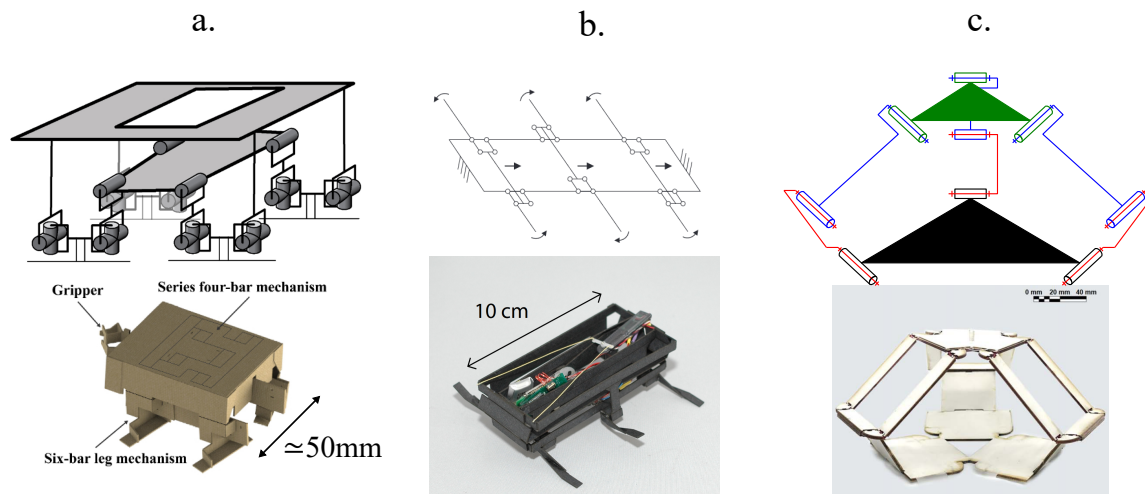 a.
b.
c.
Gripper
Series four-bar mechanism
Six-bar leg mechanism
≃50mm
10 cm
0 mm 20 mm 40 mm